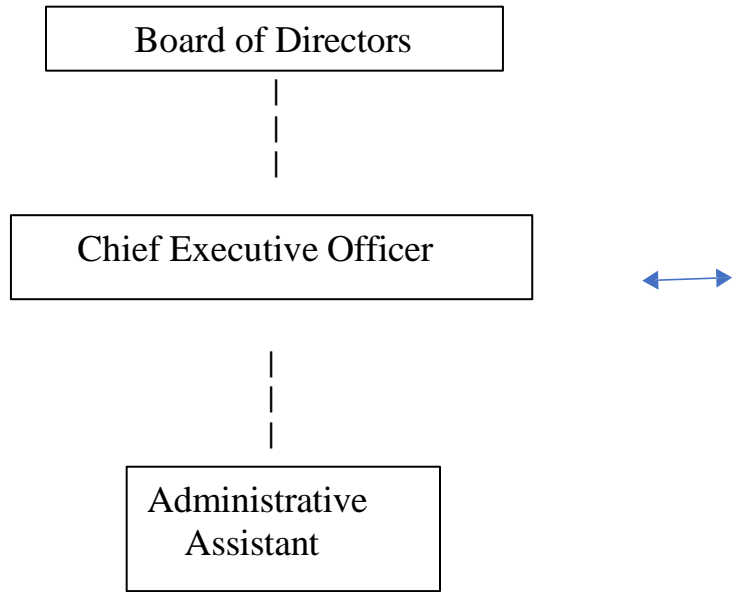 Board of Directors
Chief Executive Officer
Administrative
Assistant